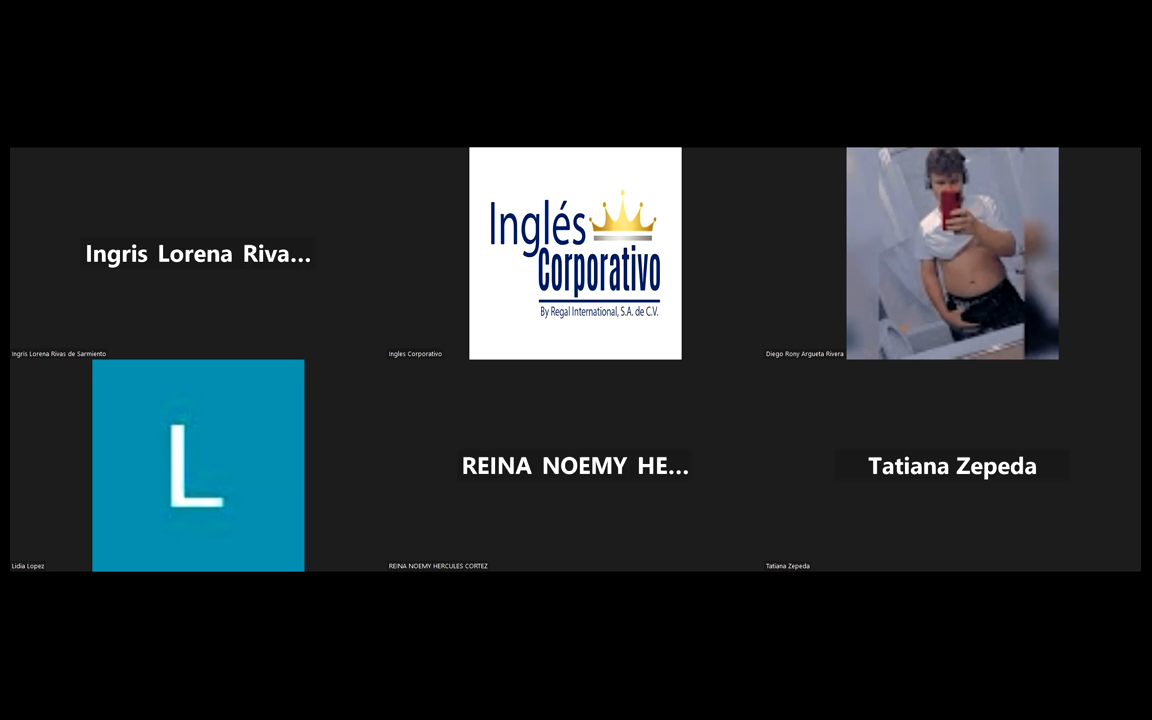 Ingris Lorena Riva...
Ingris Lorena Rivas de Sarmiento
Inglés
Corporativo
By Regal International, S.A. de C.V.
Ingles Corporativo
Diego Rony Argueta Rivera
L
Lidia Lopez
REINA NOEMY HE...
REINA NOEMY HERCULES CORTEZ
Tatiana Zepeda
Tatiana Zepeda